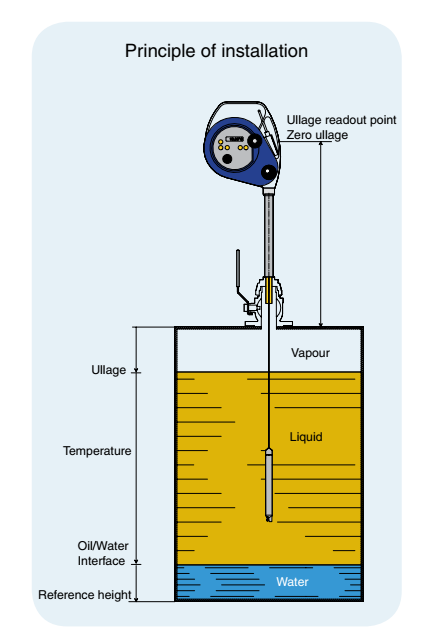 Principle of installation
Ullage readout point
Zero ullage
Vapour
Ullage
Liquid
Temperature
Oil/Water
Interface
Water
Reference height